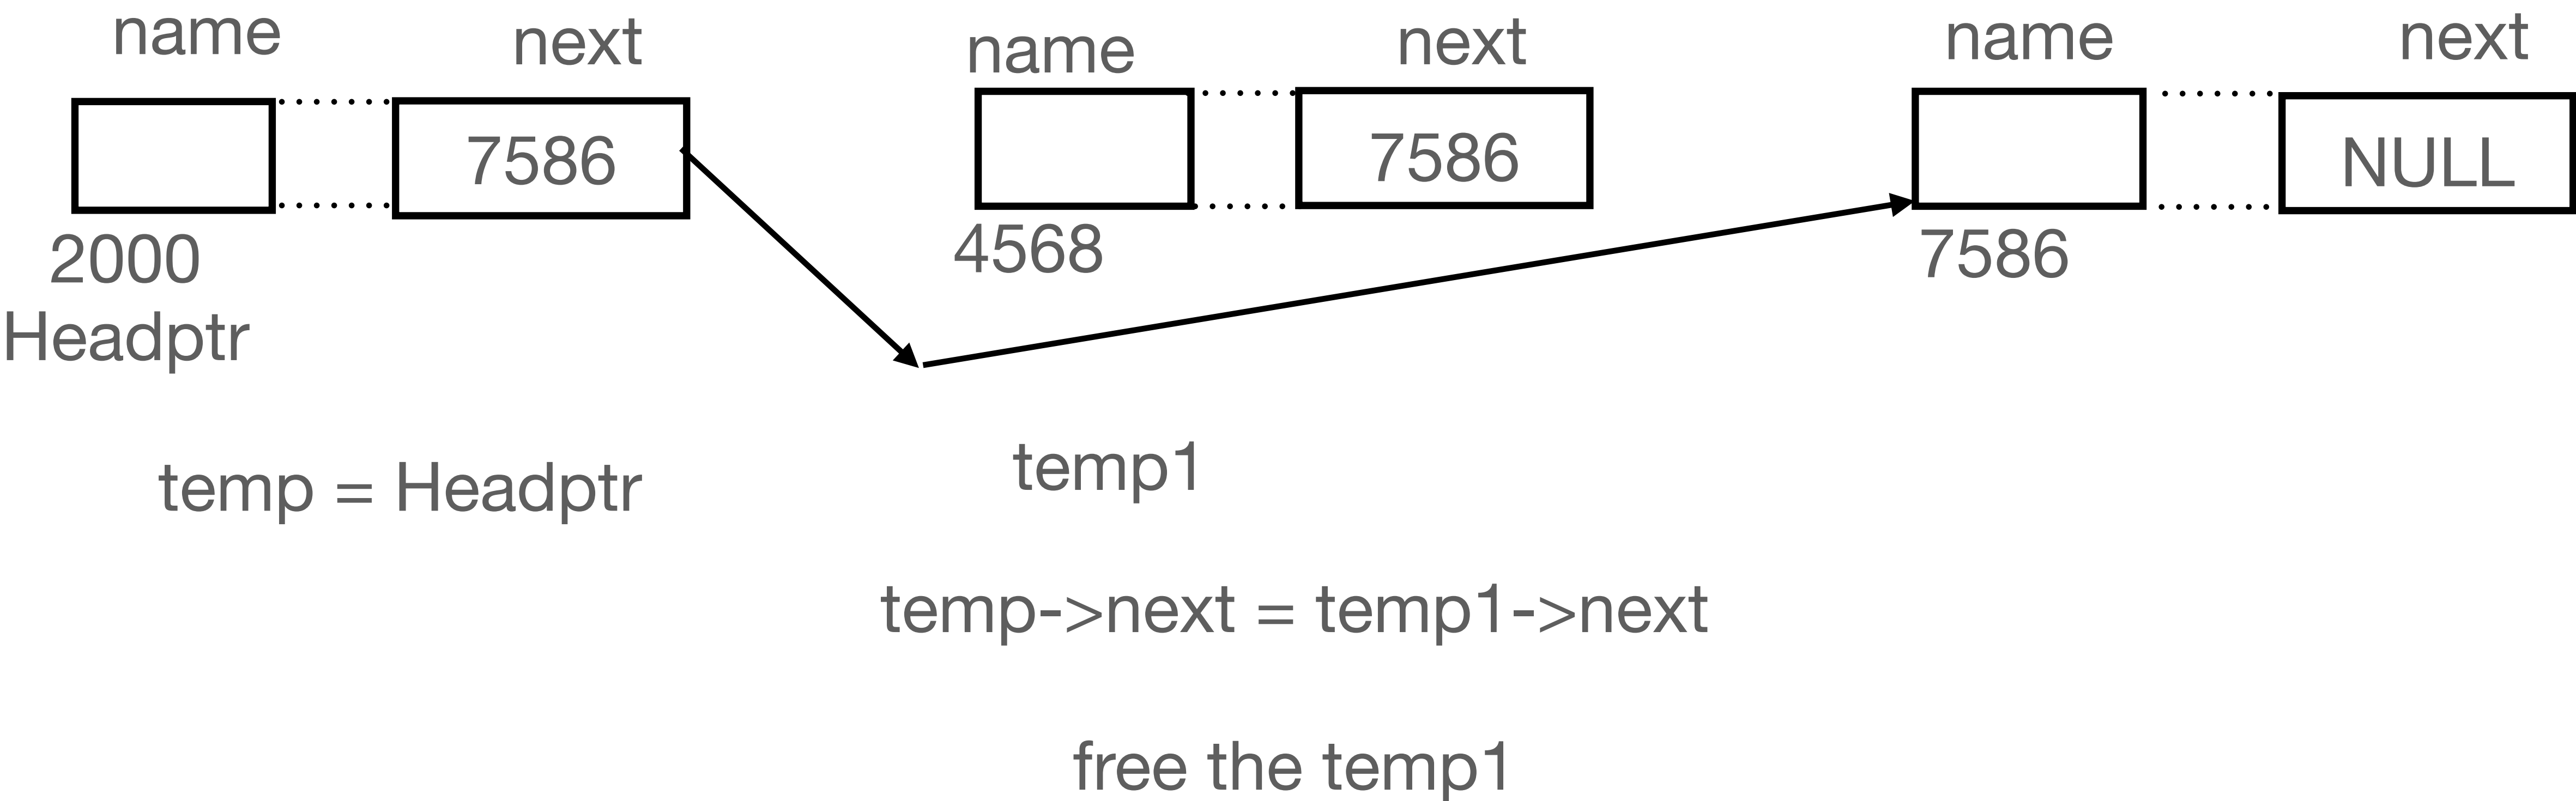 name next name next name next
7586 7586 NULL
2000 4568 7586
Headptr
temp = Headptr temp1
temp->next = temp1->next
free the temp1